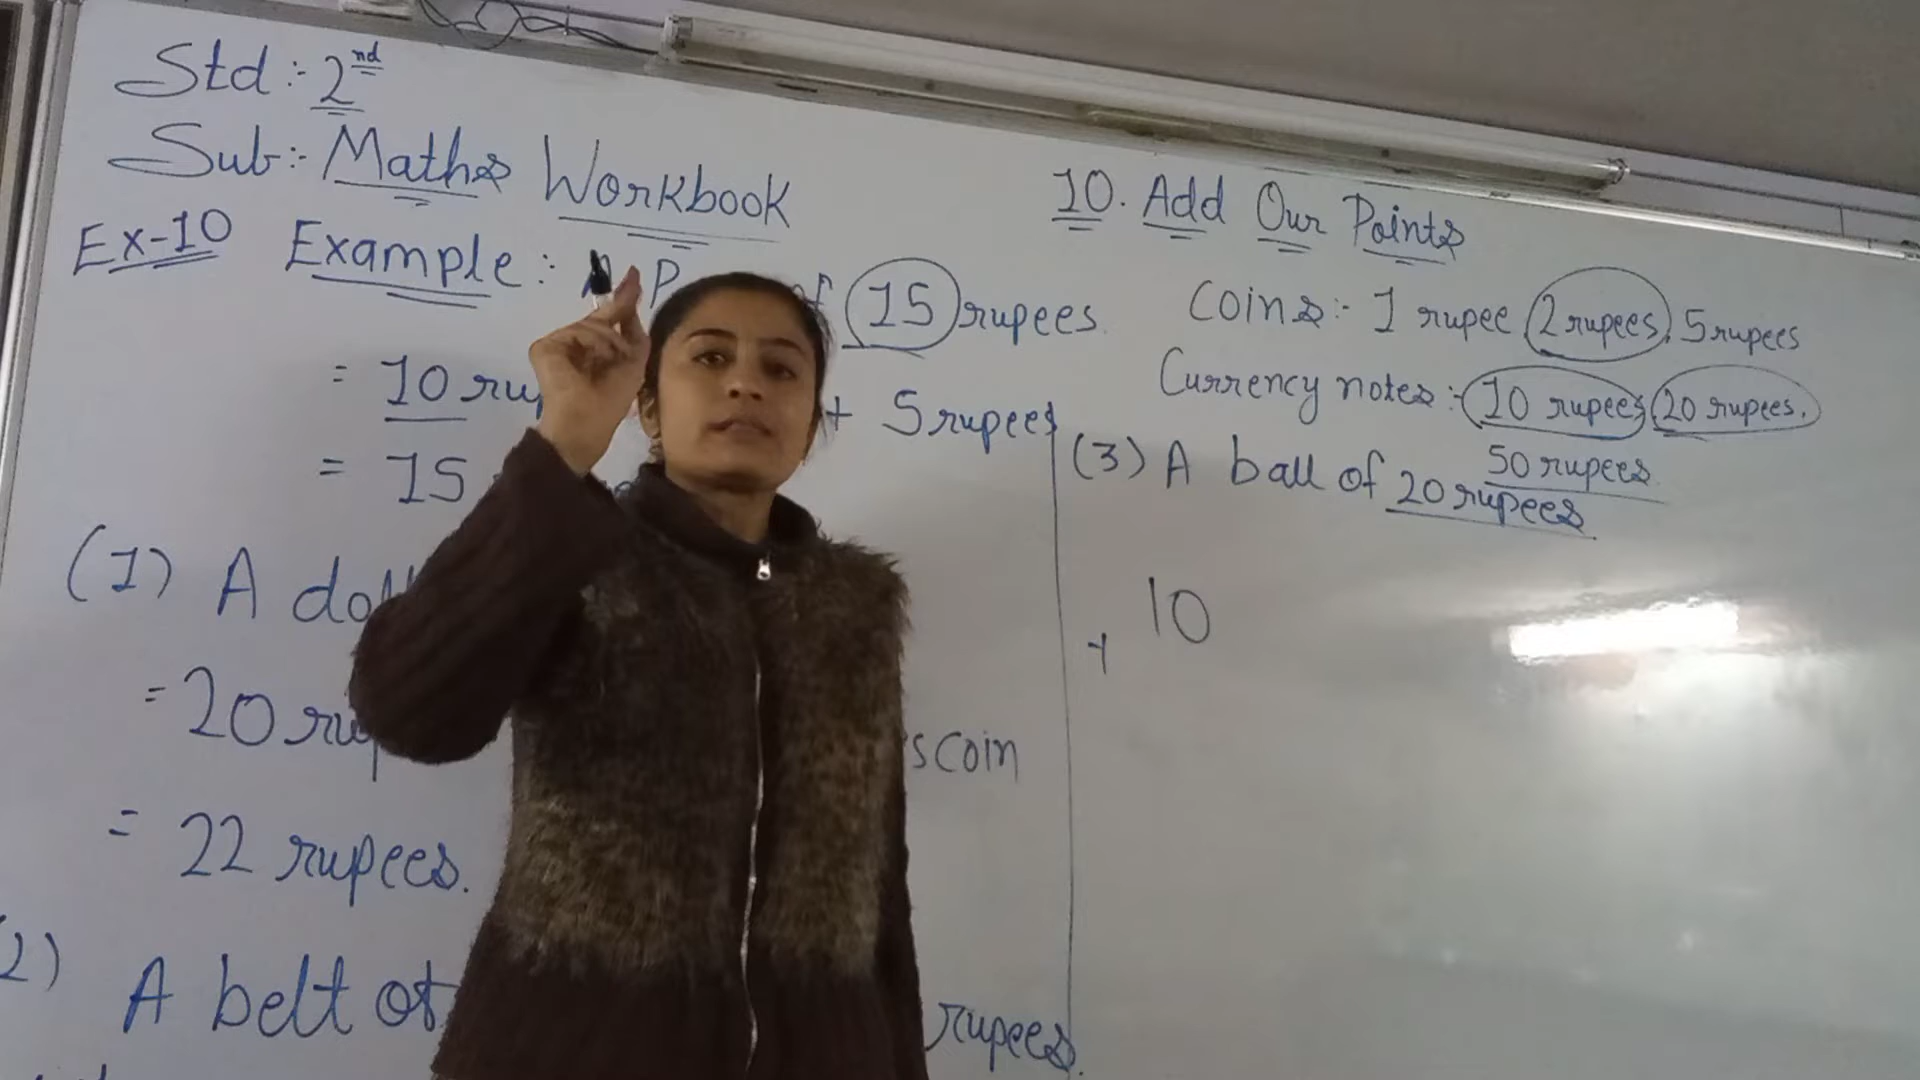 Std :- 2nd
Sub :- Maths Workbook
Ex-10 Example :- A P of 15 rupees.
= 10 + 5 rupees
= 15
(1) A
= 20 coin
= 22 rupees.
2) A belt of rupees.
10. Add Our Points
Coins :- 1 rupee, 2 rupees, 5 rupees
Currency notes :- 10 rupees, 20 rupees,
50 rupees
(3) A ball of 20 rupees
10
+